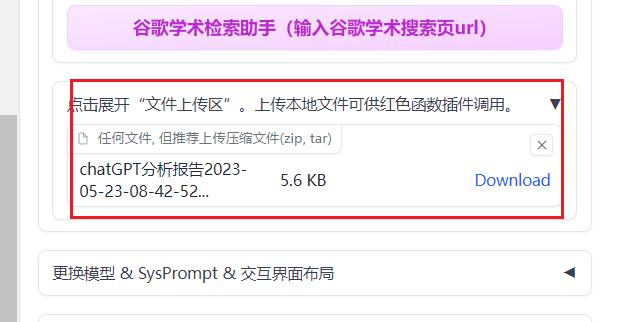 谷歌学术检索助手（输入谷歌学术搜索页url）
点击展开“文件上传区”。上传本地文件可供红色函数插件调用。
任何文件, 但推荐上传压缩文件(zip, tar)
chatGPT分析报告2023-
05-23-08-42-52...
5.6 KB
Download
更换模型 & SysPrompt & 交互界面布局